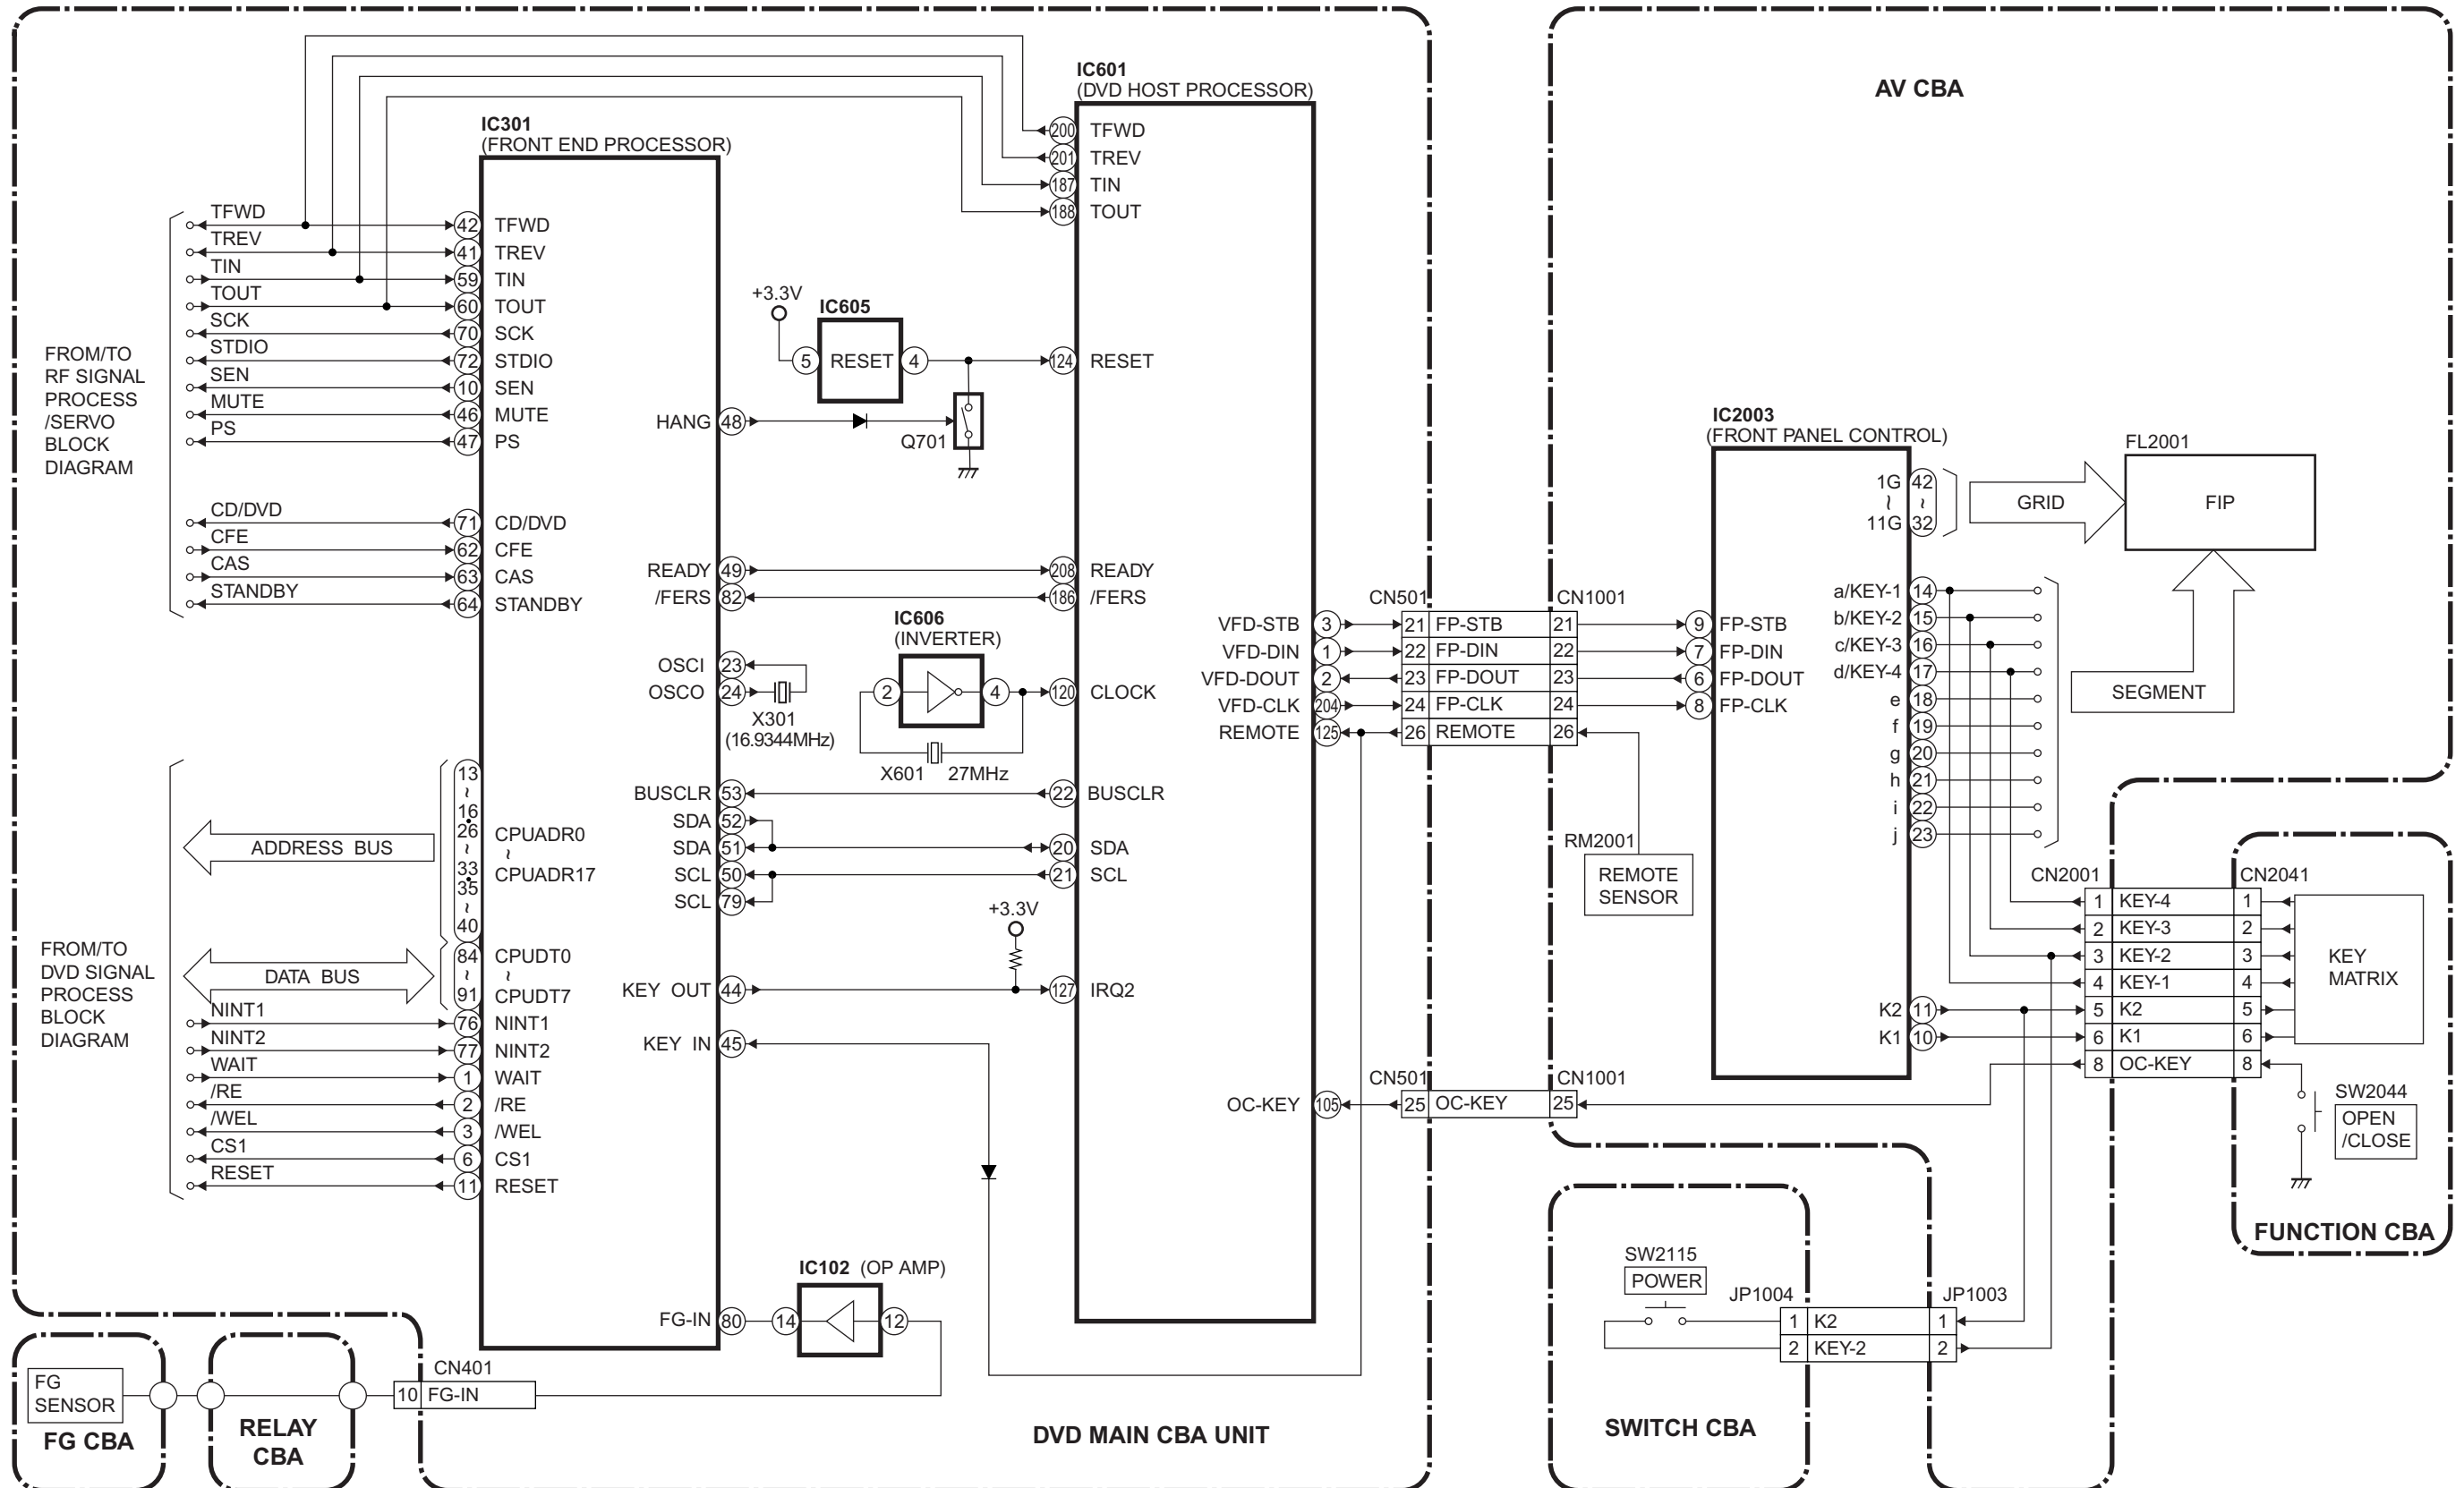 AV CBA
IC601
(DVD HOST PROCESSOR)
200 TFWD
201 TREV
187 TIN
188 TOUT
124 RESET
208 READY
186 /FERS
120 CLOCK
22 BUSCLR
20 SDA
21 SCL
127 IRQ2
VFD-STB 3
VFD-DIN 1
VFD-DOUT 2
VFD-CLK 204
REMOTE 125
OC-KEY 105
IC301
(FRONT END PROCESSOR)
FROM/TO
RF SIGNAL
PROCESS
/SERVO
BLOCK
DIAGRAM
TFWD 42 TFWD
TREV 41 TREV
TIN 59 TIN
TOUT 60 TOUT
SCK 70 SCK
STDIO 72 STDIO
SEN 10 SEN
MUTE 46 MUTE
PS 47 PS
CD/DVD 71 CD/DVD
CFE 62 CFE
CAS 63 CAS
STANDBY 64 STANDBY
FROM/TO
DVD SIGNAL
PROCESS
BLOCK
DIAGRAM
ADDRESS BUS
13
~
16
26
~
33
35
~
40
CPUADR0
~
CPUADR17
DATA BUS
84 CPUDT0
~ ~
91 CPUDT7
NINT1 76 NINT1
NINT2 77 NINT2
WAIT 1 WAIT
/RE 2 /RE
/WEL 3 /WEL
CS1 6 CS1
RESET 11 RESET
HANG 48
READY 49
/FERS 82
OSCI 23
OSCO 24
X301
(16.9344MHz)
BUSCLR 53
SDA 52
SDA 51
SCL 50
SCL 79
KEY OUT 44
KEY IN 45
FG-IN 80
+3.3V
IC605
5 RESET 4
Q701
IC606
(INVERTER)
2 4
X601 27MHz
+3.3V
IC102 (OP AMP)
14 12
CN501 CN1001
21 FP-STB 21
22 FP-DIN 22
23 FP-DOUT 23
24 FP-CLK 24
26 REMOTE 26
CN501 CN1001
25 OC-KEY 25
RM2001
REMOTE
SENSOR
IC2003
(FRONT PANEL CONTROL)
9 FP-STB
7 FP-DIN
6 FP-DOUT
8 FP-CLK
1G 42
~ ~
11G 32
a/KEY-1 14
b/KEY-2 15
c/KEY-3 16
d/KEY-4 17
e 18
f 19
g 20
h 21
i 22
j 23
K2 11
K1 10
GRID
FL2001
FIP
SEGMENT
CN2001 CN2041
1 KEY-4 1
2 KEY-3 2
3 KEY-2 3
4 KEY-1 4
5 K2 5
6 K1 6
8 OC-KEY 8
KEY
MATRIX
SW2044
OPEN
/CLOSE
FUNCTION CBA
SW2115
POWER
JP1004 JP1003
1 K2 1
2 KEY-2 2
SWITCH CBA
DVD MAIN CBA UNIT
CN401
10 FG-IN
FG
SENSOR
FG CBA
RELAY
CBA